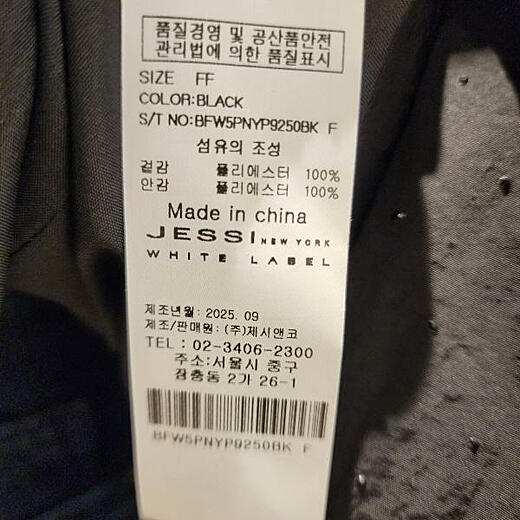 품질경영 및 공산품안전
관리법에 의한 품질표시
SIZE FF
COLOR:BLACK
S/T NO:BFW5PNYP9250BK F
섬유의 조성
겉감 폴리에스터 100%
안감 폴리에스터 100%
Made in china
JESSI NEW YORK
WHITE LABEL
제조년월: 2025. 09
제조/판매원: (주)제시앤코
TEL : 02-3406-2300
주소:서울시 중구
장충동 2가 26-1
BFW5PNYP9250BK F